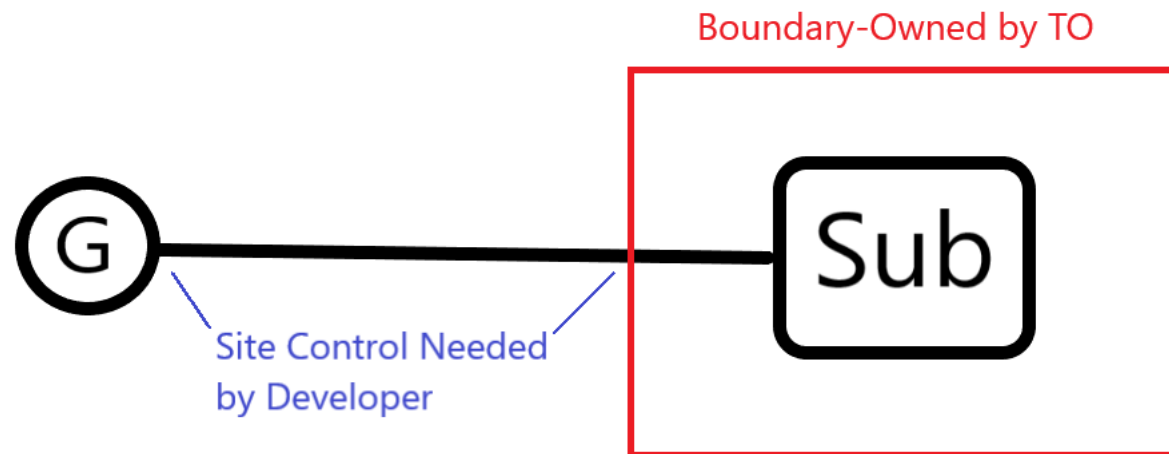 Boundary-Owned by TO
G
Sub
Site Control Needed
by Developer